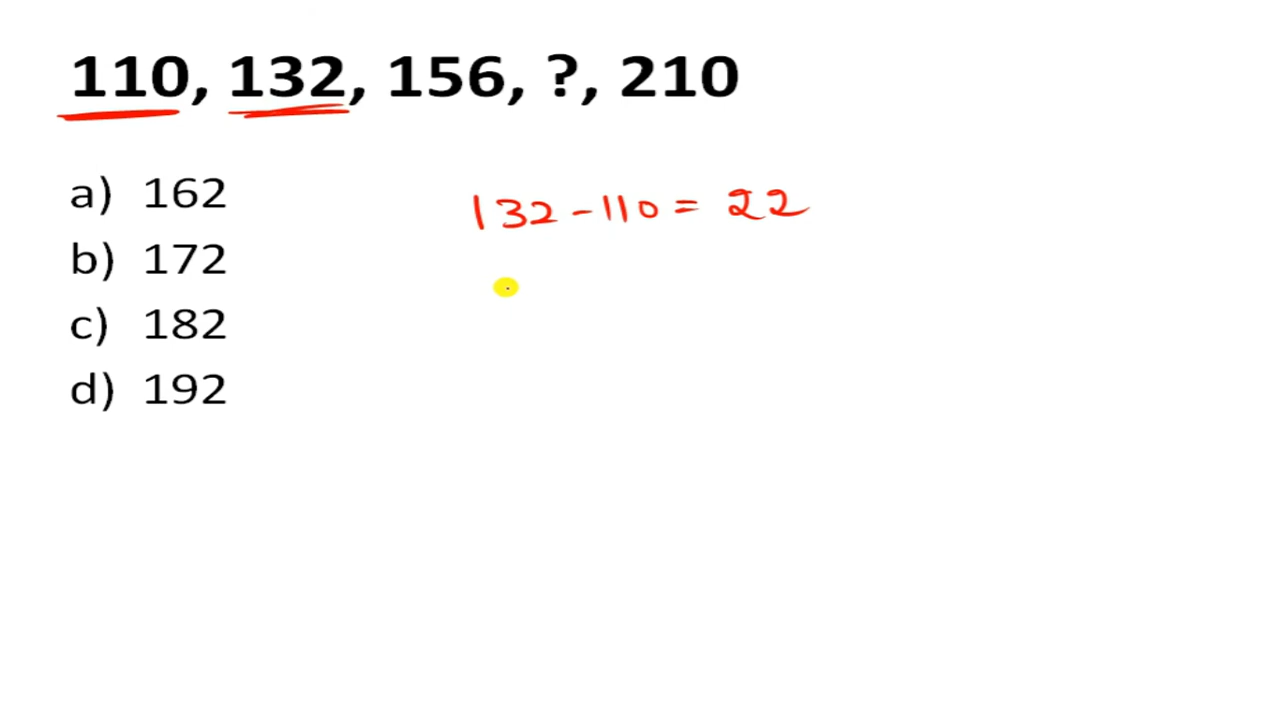 110, 132, 156, ?, 210
a) 162
132 - 110 = 22
b) 172
c) 182
d) 192